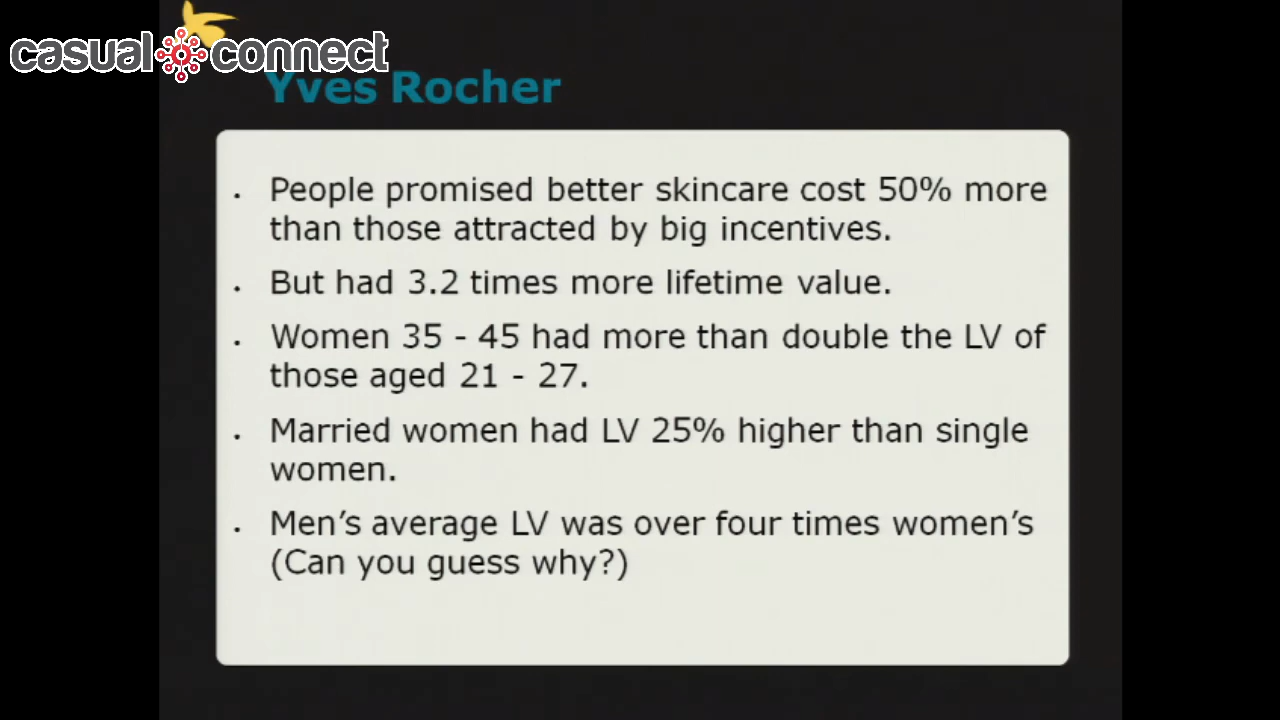 casual connect
Yves Rocher
. People promised better skincare cost 50% more
than those attracted by big incentives.
. But had 3.2 times more lifetime value.
. Women 35 - 45 had more than double the LV of
those aged 21 - 27.
. Married women had LV 25% higher than single
women.
. Men’s average LV was over four times women’s
(Can you guess why?)